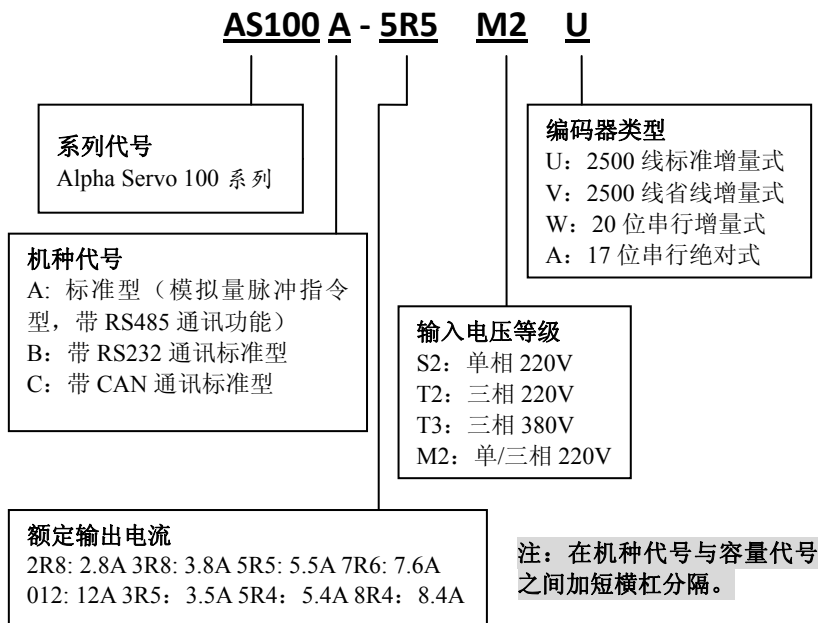 AS100 A - 5R5 M2 U
系列代号
Alpha Servo 100 系列
编码器类型
U：2500 线标准增量式
V：2500 线省线增量式
W：20 位串行增量式
A：17 位串行绝对式
机种代号
A: 标准型（模拟量脉冲指令
型，带 RS485 通讯功能）
B：带 RS232 通讯标准型
C：带 CAN 通讯标准型
输入电压等级
S2：单相 220V
T2：三相 220V
T3：三相 380V
M2：单/三相 220V
额定输出电流
2R8: 2.8A 3R8: 3.8A 5R5: 5.5A 7R6: 7.6A
012: 12A 3R5：3.5A 5R4：5.4A 8R4：8.4A
注：在机种代号与容量代号
之间加短横杠分隔。